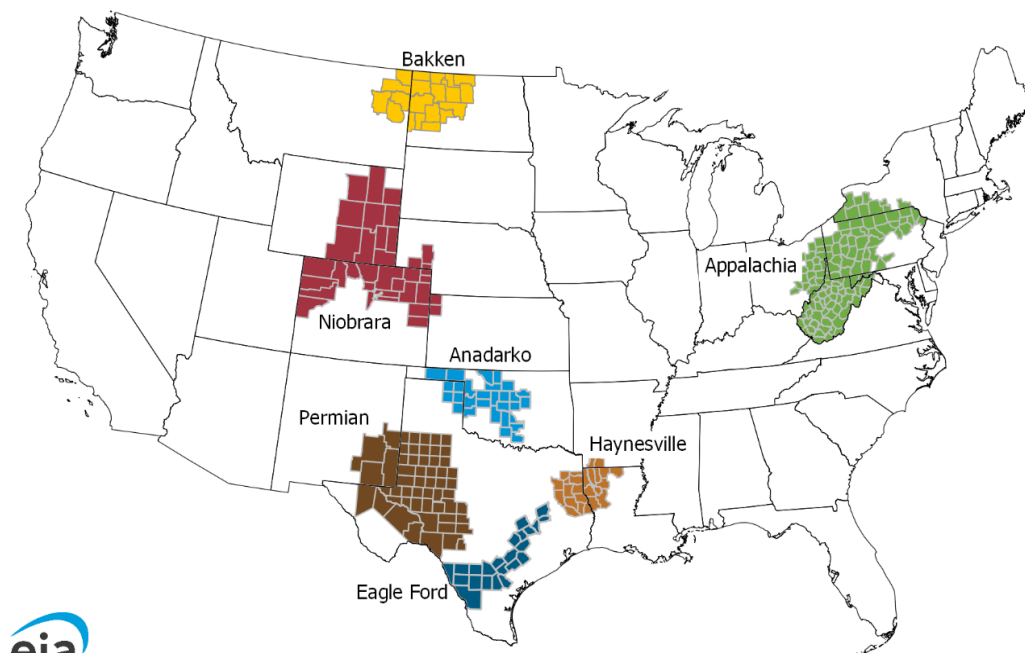 Bakken
Appalachia
Niobrara
Anadarko
Permian
Haynesville
Eagle Ford
eia